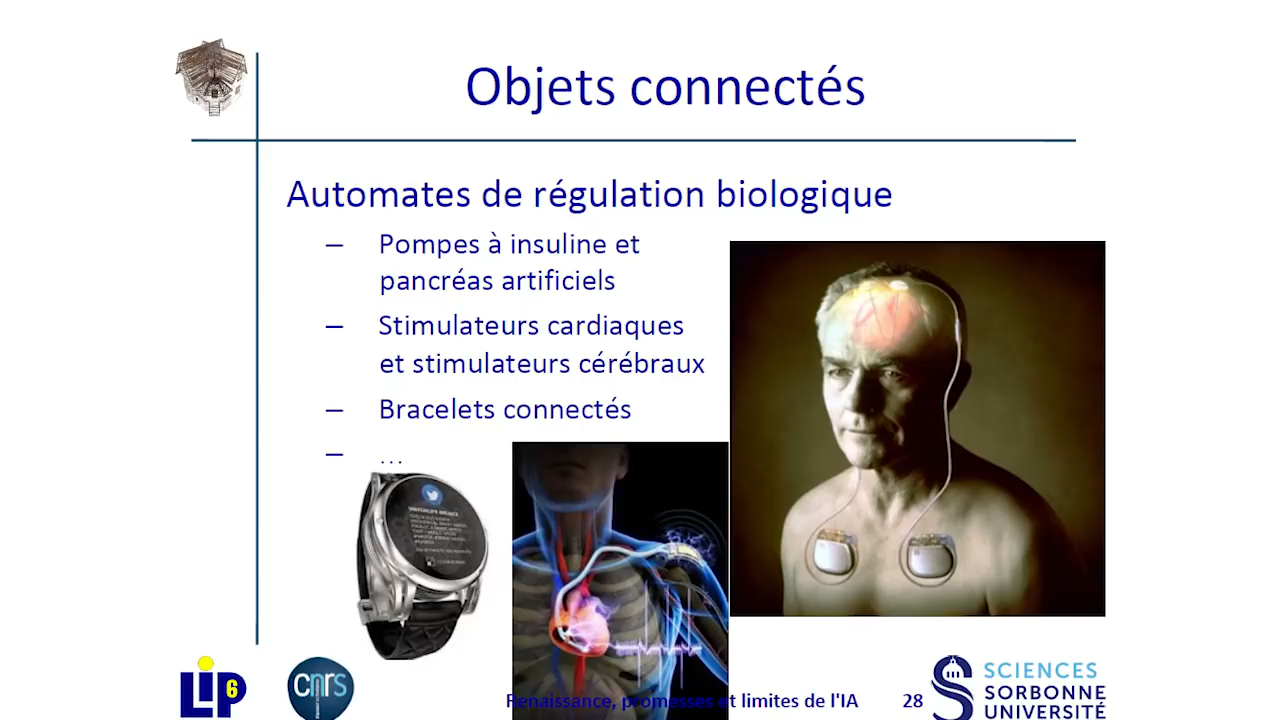 Objets connectés
Automates de régulation biologique
– Pompes à insuline et
pancréas artificiels
– Stimulateurs cardiaques
et stimulateurs cérébraux
– Bracelets connectés
– …
LIP6
cnrs
Renaissance, promesses et limites de l'IA
28
SCIENCES
SORBONNE
UNIVERSITÉ